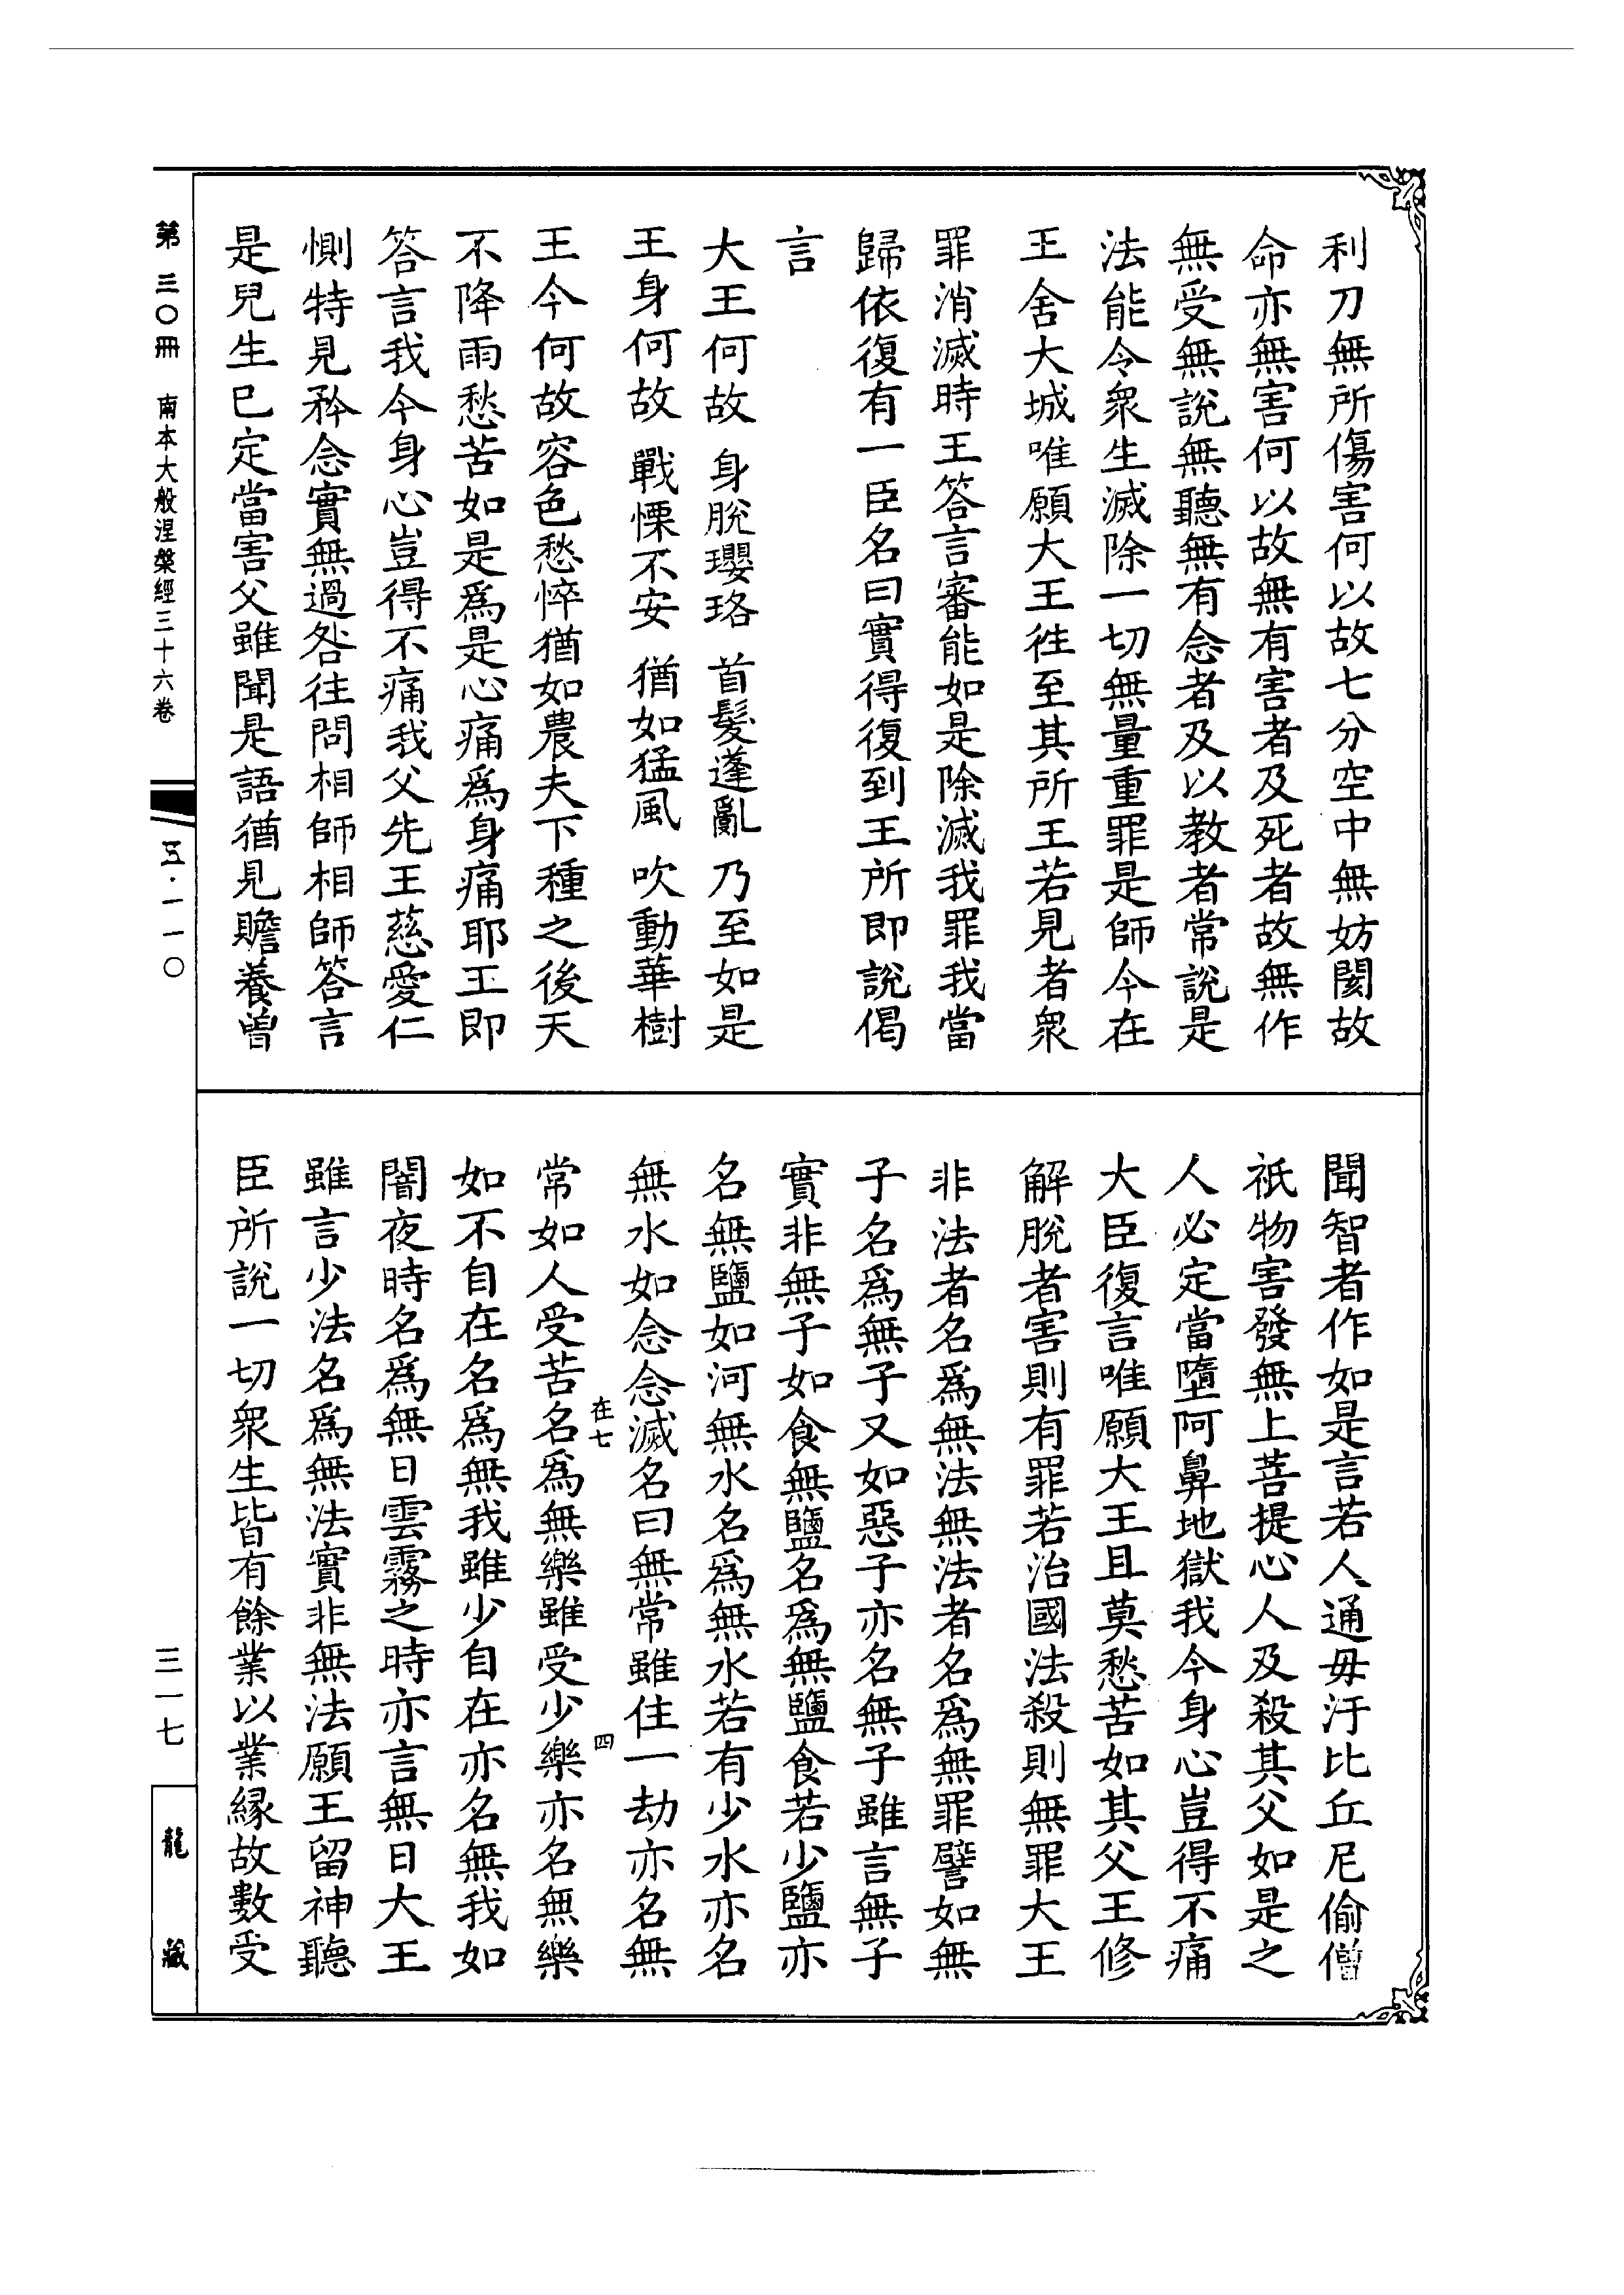 利刀無所傷害何以故七分空中無妨閡故
命亦無害何以故無有害者及死者故無作
無受無說無聽無有念者及以教者常說是
法能令衆生滅除一切無量重罪是師今在
王舍大城唯願大王往至其所王若見者衆
罪消滅時王答言審能如是除滅我罪我當
歸依復有一臣名曰實得復到王所即說偈
言
大王何故 身脫瓔珞 首髮蓬亂 乃至如是
王身何故 戰慄不安 猶如猛風 吹動華樹
王今何故容色愁悴猶如農夫下種之後天
不降雨愁苦如是爲是心痛爲身痛耶王即
答言我今身心豈得不痛我父先王慈愛仁
惻特見矜念實無過咎往問相師相師答言
是兒生已定當害父雖聞是語猶見贍養曾
聞智者作如是言若人通毋汙比丘尼偷僧
祇物害發無上菩提心人及殺其父如是之
人必定當墮阿鼻地獄我今身心豈得不痛
大臣復言唯願大王且莫愁苦如其父王修
解脫者害則有罪若治國法殺則無罪大王
非法者名爲無法無法者名爲無罪譬如無
子名爲無子又如惡子亦名無子雖言無子
實非無子如食無鹽名爲無鹽食若少鹽亦
名無鹽如河無水名爲無水若有少水亦名
無水如念念滅名曰無常雖住一劫亦名無
在七 四
常如人受苦名爲無樂雖受少樂亦名無樂
如不自在名爲無我雖少自在亦名無我如
闇夜時名爲無日雲霧之時亦言無日大王
雖言少法名爲無法實非無法願王留神聽
臣所說一切衆生皆有餘業以業緣故數受
第三〇冊 南本大般涅槃經三十六卷
五·一一〇
三一七
龍藏